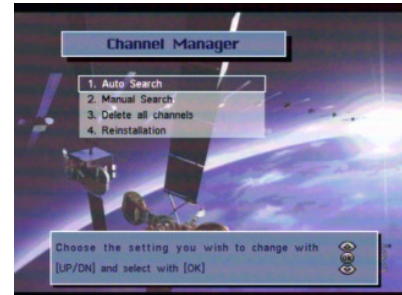 Channel Manager
1. Auto Search
2. Manual Search
3. Delete all channels
4. Reinstallation
Choose the setting you wish to change with
[UP/DN] and select with [OK]
OK